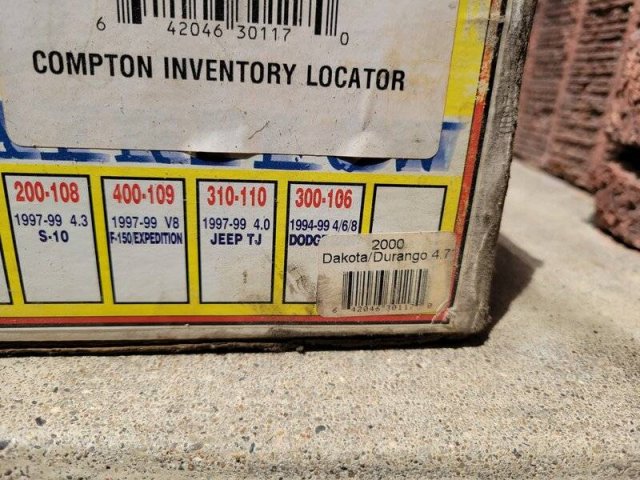 6 42046 30117 0
COMPTON INVENTORY LOCATOR
200-108
1997-99 4.3
S-10
400-109
1997-99 V8
F-150/EXPEDITION
310-110
1997-99 4.0
JEEP TJ
300-106
1994-99 4/6/8
DODG
2000
Dakota/Durango 4.7